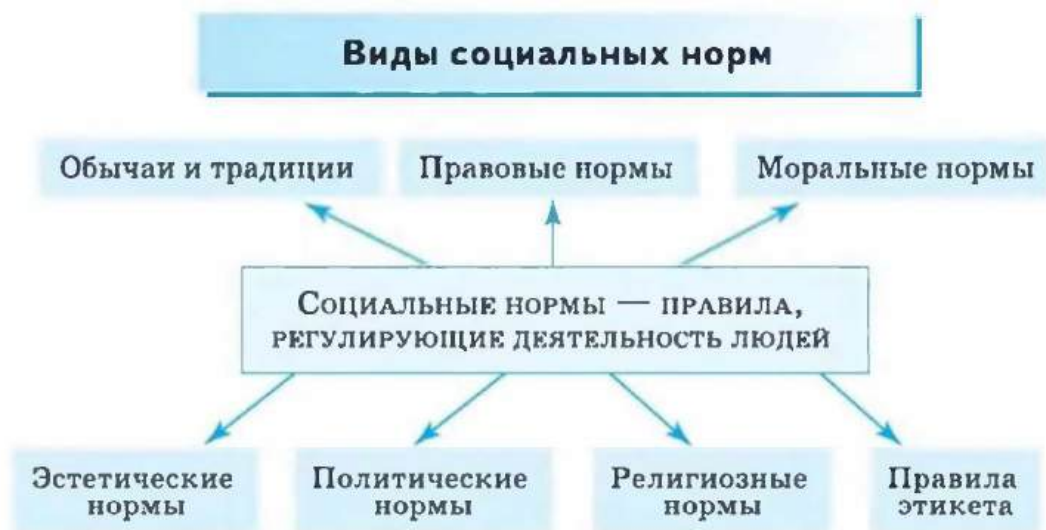 Виды социальных норм
Обычаи и традиции
Правовые нормы
Моральные нормы
Социальные нормы — правила,
регулирующие деятельность людей
Эстетические
нормы
Политические
нормы
Религиозные
нормы
Правила
этикета